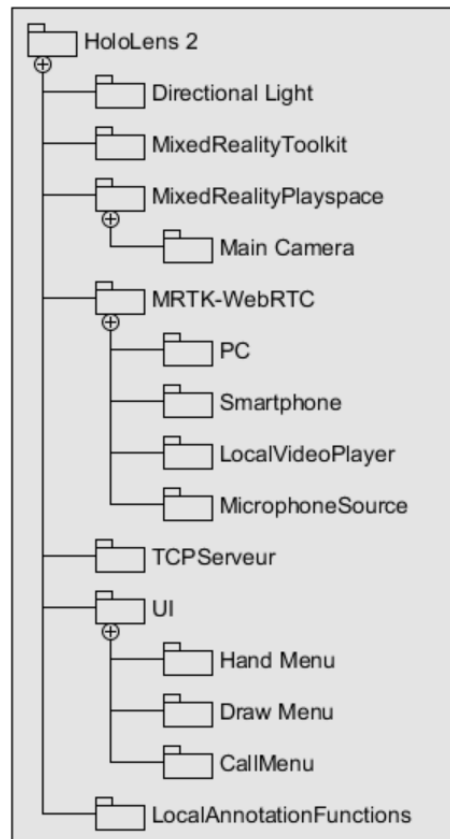 HoloLens 2
Directional Light
MixedRealityToolkit
MixedRealityPlayspace
Main Camera
MRTK-WebRTC
PC
Smartphone
LocalVideoPlayer
MicrophoneSource
TCPServeur
UI
Hand Menu
Draw Menu
CallMenu
LocalAnnotationFunctions